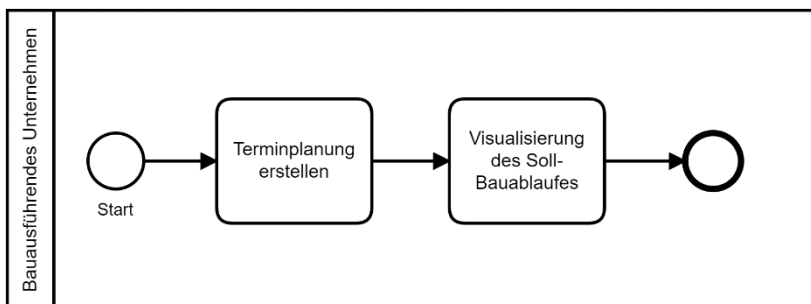 Bauausführendes Unternehmen
Start
Terminplanung
erstellen
Visualisierung
des Soll-
Bauablaufes